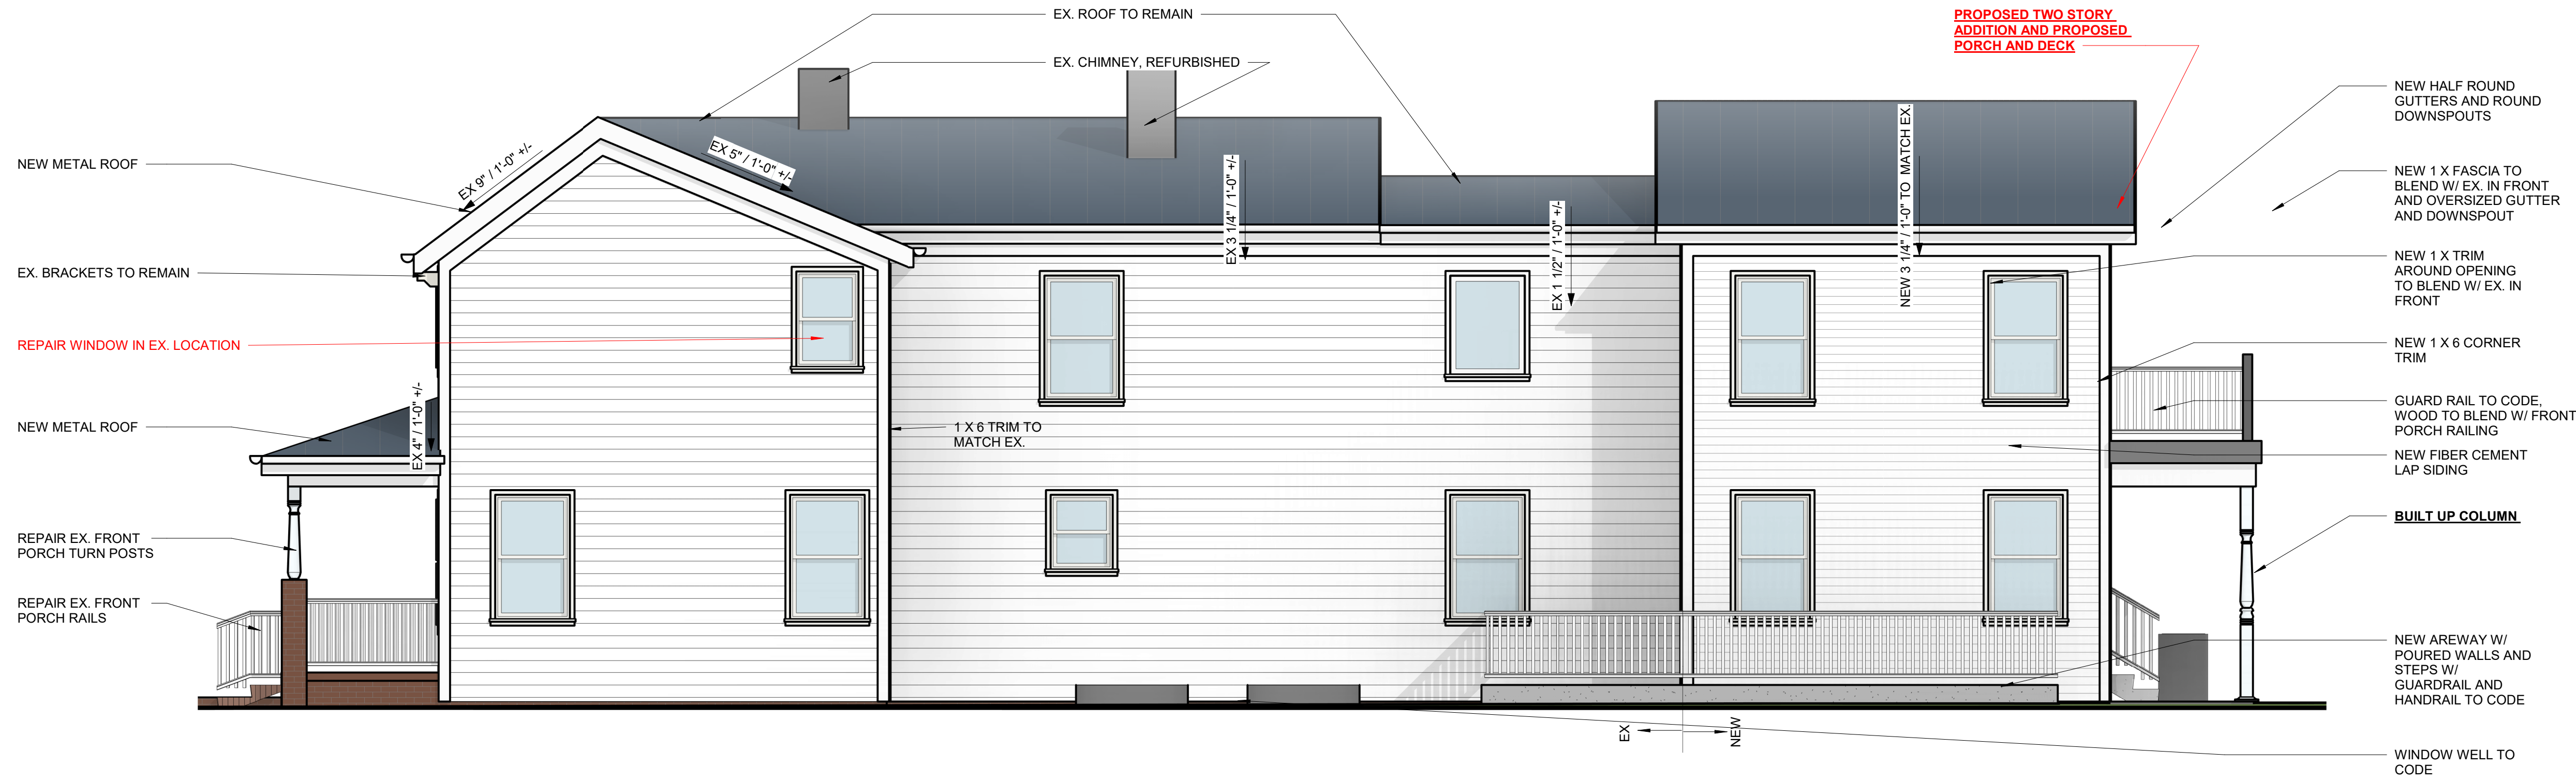 EX. ROOF TO REMAIN
EX. CHIMNEY, REFURBISHED
PROPOSED TWO STORY
ADDITION AND PROPOSED
PORCH AND DECK
NEW METAL ROOF
EX. BRACKETS TO REMAIN
REPAIR WINDOW IN EX. LOCATION
NEW METAL ROOF
REPAIR EX. FRONT
PORCH TURN POSTS
REPAIR EX. FRONT
PORCH RAILS
EX 9" / 1'-0" +/-
EX 5" / 1'-0" +/-
EX 4" / 1'-0" +/-
1 X 6 TRIM TO
MATCH EX.
EX 3 1/4" / 1'-0" +/-
EX 1 1/2" / 1'-0" +/-
NEW 3 1/4" / 1'-0" TO MATCH EX.
EX
NEW
NEW HALF ROUND
GUTTERS AND ROUND
DOWNSPOUTS
NEW 1 X FASCIA TO
BLEND W/ EX. IN FRONT
AND OVERSIZED GUTTER
AND DOWNSPOUT
NEW 1 X TRIM
AROUND OPENING
TO BLEND W/ EX. IN
FRONT
NEW 1 X 6 CORNER
TRIM
GUARD RAIL TO CODE,
WOOD TO BLEND W/ FRONT
PORCH RAILING
NEW FIBER CEMENT
LAP SIDING
BUILT UP COLUMN
NEW AREWAY W/
POURED WALLS AND
STEPS W/
GUARDRAIL AND
HANDRAIL TO CODE
WINDOW WELL TO
CODE